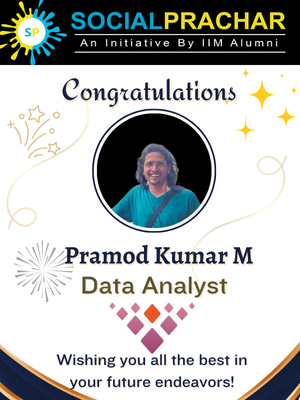 SP
SOCIALPRACHAR
An Initiative By IIM Alumni
Congratulations
Pramod Kumar M
Data Analyst
Wishing you all the best in
your future endeavors!